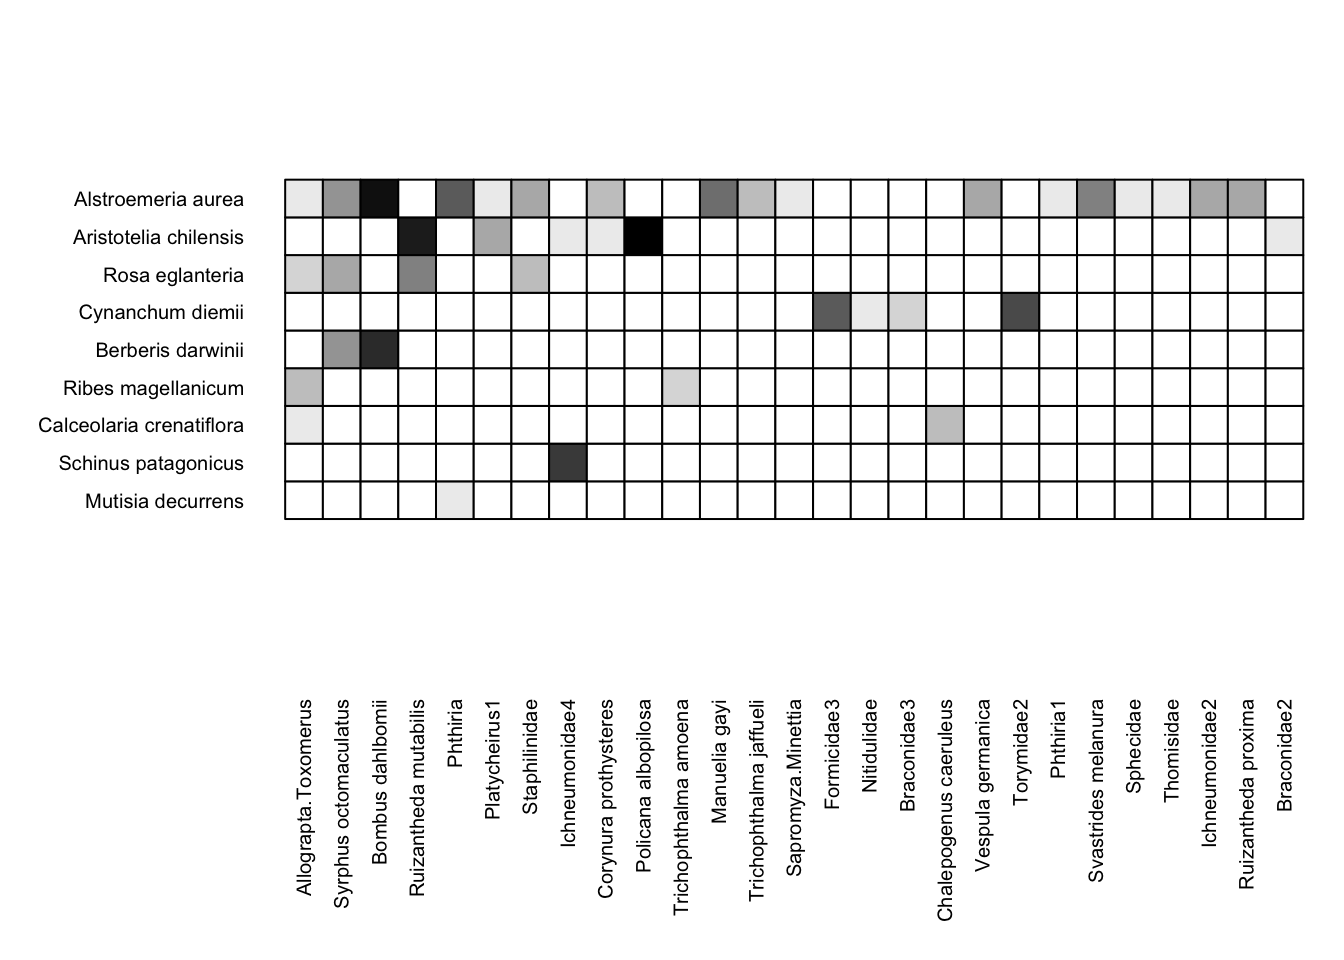 Alstroemeria aurea
Aristotelia chilensis
Rosa eglanteria
Cynanchum diemii
Berberis darwinii
Ribes magellanicum
Calceolaria crenatiflora
Schinus patagonicus
Mutisia decurrens
Allograpta.Toxomerus
Syrphus octomaculatus
Bombus dahlbomii
Ruizantheda mutabilis
Phthiria
Platycheirus1
Staphilinidae
Ichneumonidae4
Corynura prothysteres
Policana albopilosa
Trichophthalma amoena
Manuelia gayi
Trichophthalma jaffueli
Sapromyza.Minettia
Formicidae3
Nitidulidae
Braconidae3
Chalepogenus caeruleus
Vespula germanica
Torymidae2
Phthiria1
Svastrides melanura
Sphecidae
Thomisidae
Ichneumonidae2
Ruizantheda proxima
Braconidae2